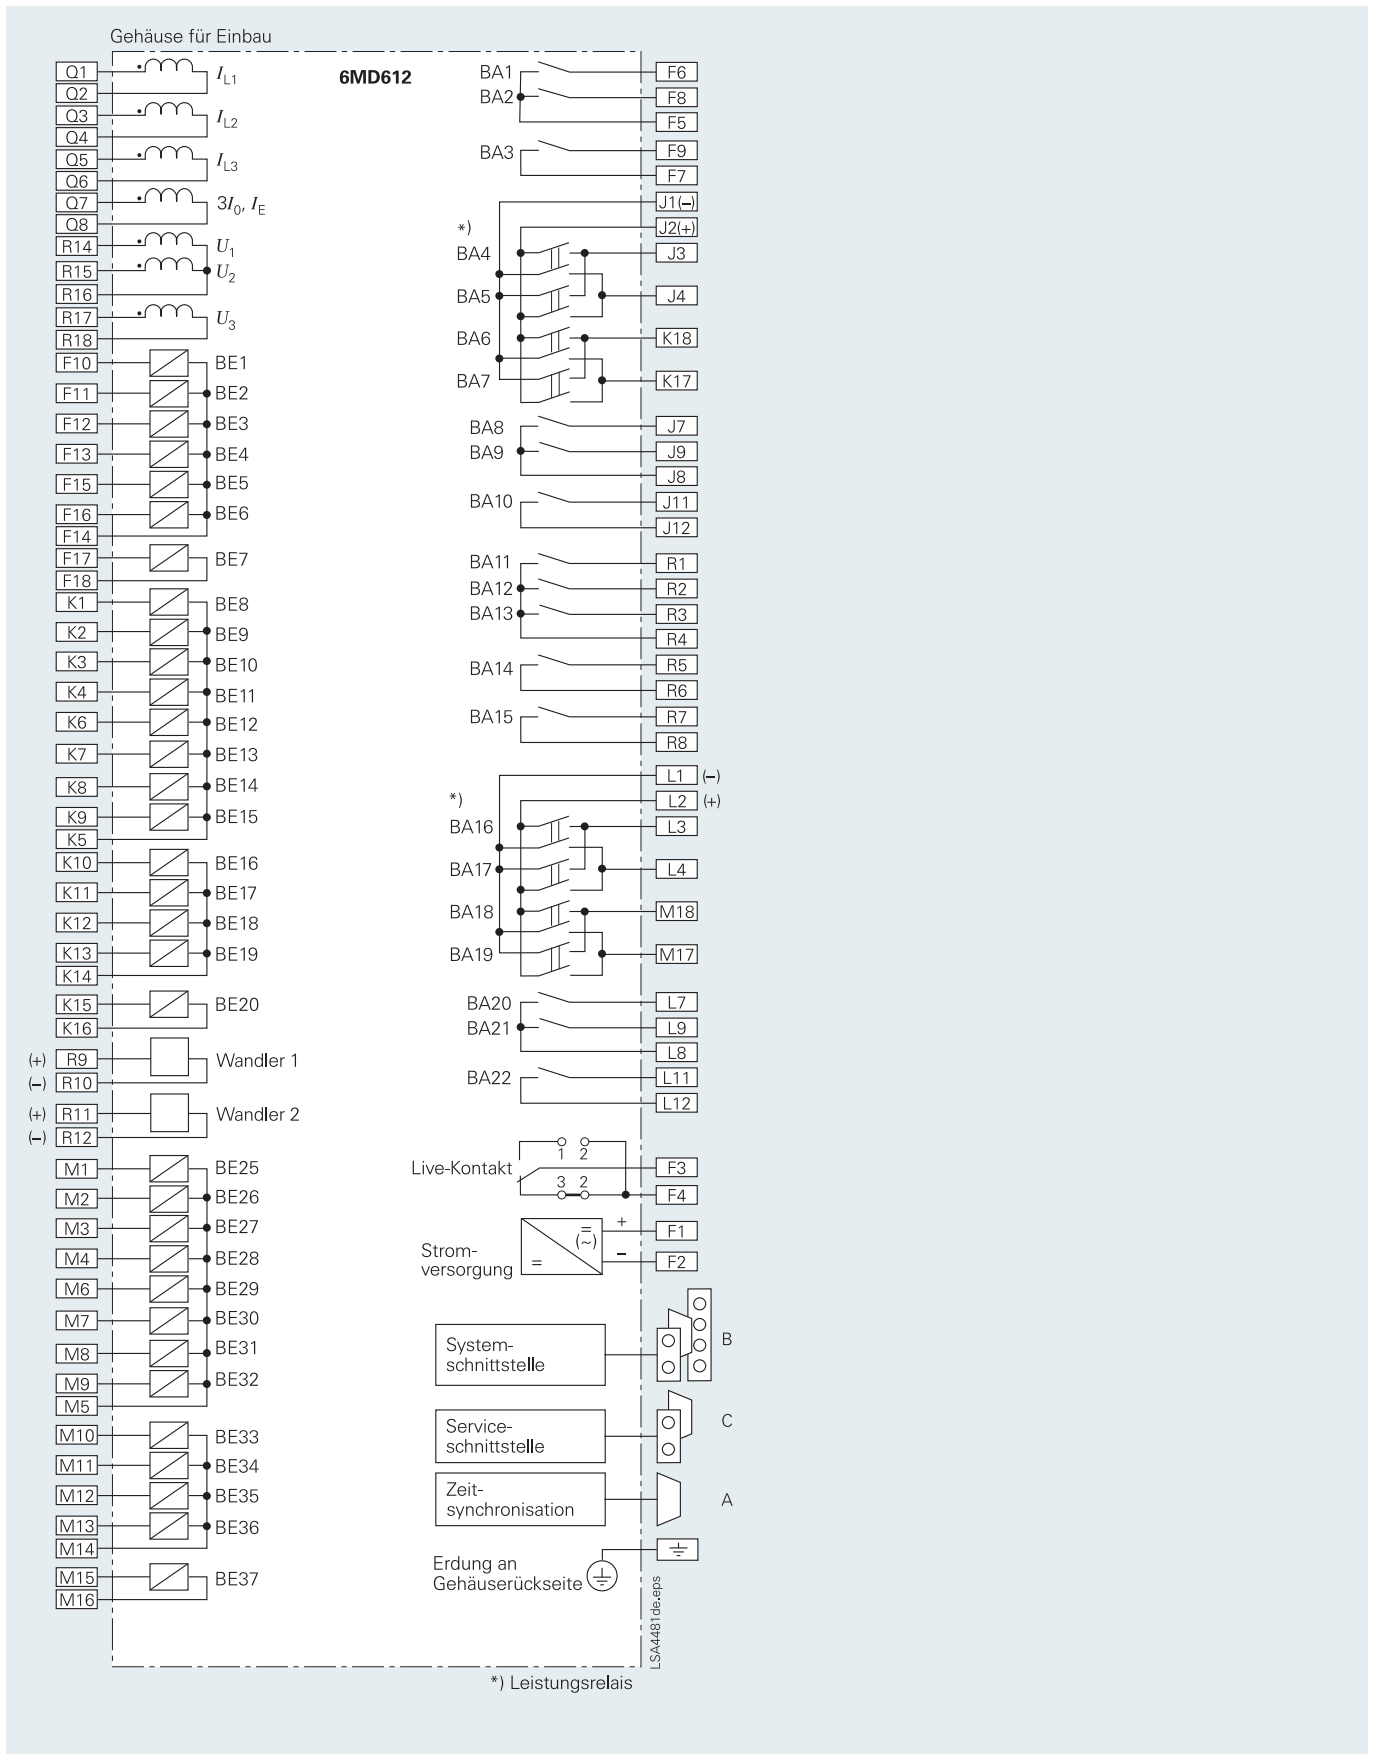 Gehäuse für Einbau
6MD612
Q1
I L1
Q2
Q3
I L2
Q4
Q5
I L3
Q6
Q7
3I0, IE
Q8
R14
U1
R15
U2
R16
R17
U3
R18
F10 BE1
F11 BE2
F12 BE3
F13 BE4
F15 BE5
F16 BE6
F14
F17 BE7
F18
K1 BE8
K2 BE9
K3 BE10
K4 BE11
K6 BE12
K7 BE13
K8 BE14
K9 BE15
K5
K10 BE16
K11 BE17
K12 BE18
K13 BE19
K14
K15 BE20
K16
(+) R9 Wandler 1
(–) R10
(+) R11 Wandler 2
(–) R12
M1 BE25
M2 BE26
M3 BE27
M4 BE28
M6 BE29
M7 BE30
M8 BE31
M9 BE32
M5
M10 BE33
M11 BE34
M12 BE35
M13 BE36
M14
M15 BE37
M16
BA1 F6
BA2 F8
F5
BA3 F9
F7
J1(–)
*) J2(+)
BA4 J3
BA5 J4
BA6 K18
BA7 K17
BA8 J7
BA9 J9
J8
BA10 J11
J12
BA11 R1
BA12 R2
BA13 R3
R4
BA14 R5
R6
BA15 R7
R8
L1 (–)
*) L2 (+)
BA16 L3
BA17 L4
BA18 M18
BA19 M17
BA20 L7
BA21 L9
L8
BA22 L11
L12
1 2
Live-Kontakt F3
3 2
F4
= (~) + F1
Strom-
versorgung = – F2
System-
schnittstelle B
Service-
schnittstelle C
Zeit-
synchronisation A
Erdung an
Gehäuserückseite
LSA4481de.eps
*) Leistungsrelais